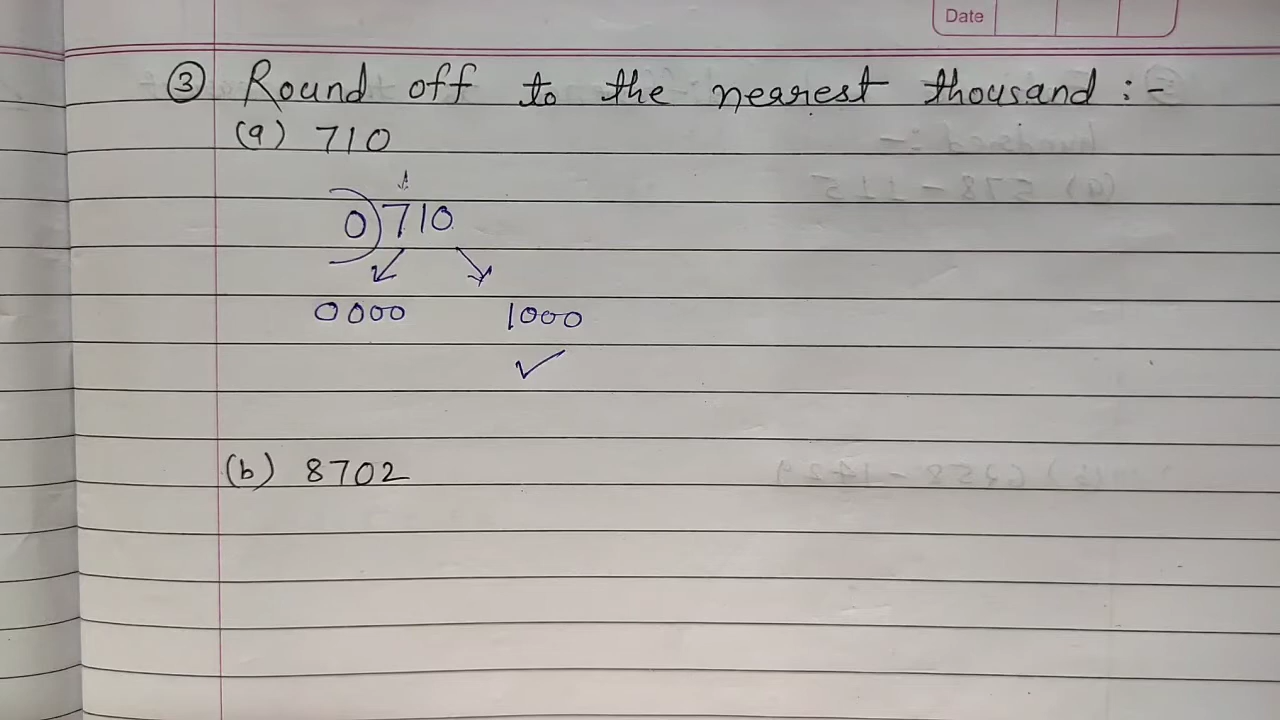 Date
③ Round off to the nearest thousand :-
(a) 710
0)710
0000 1000
(b) 8702